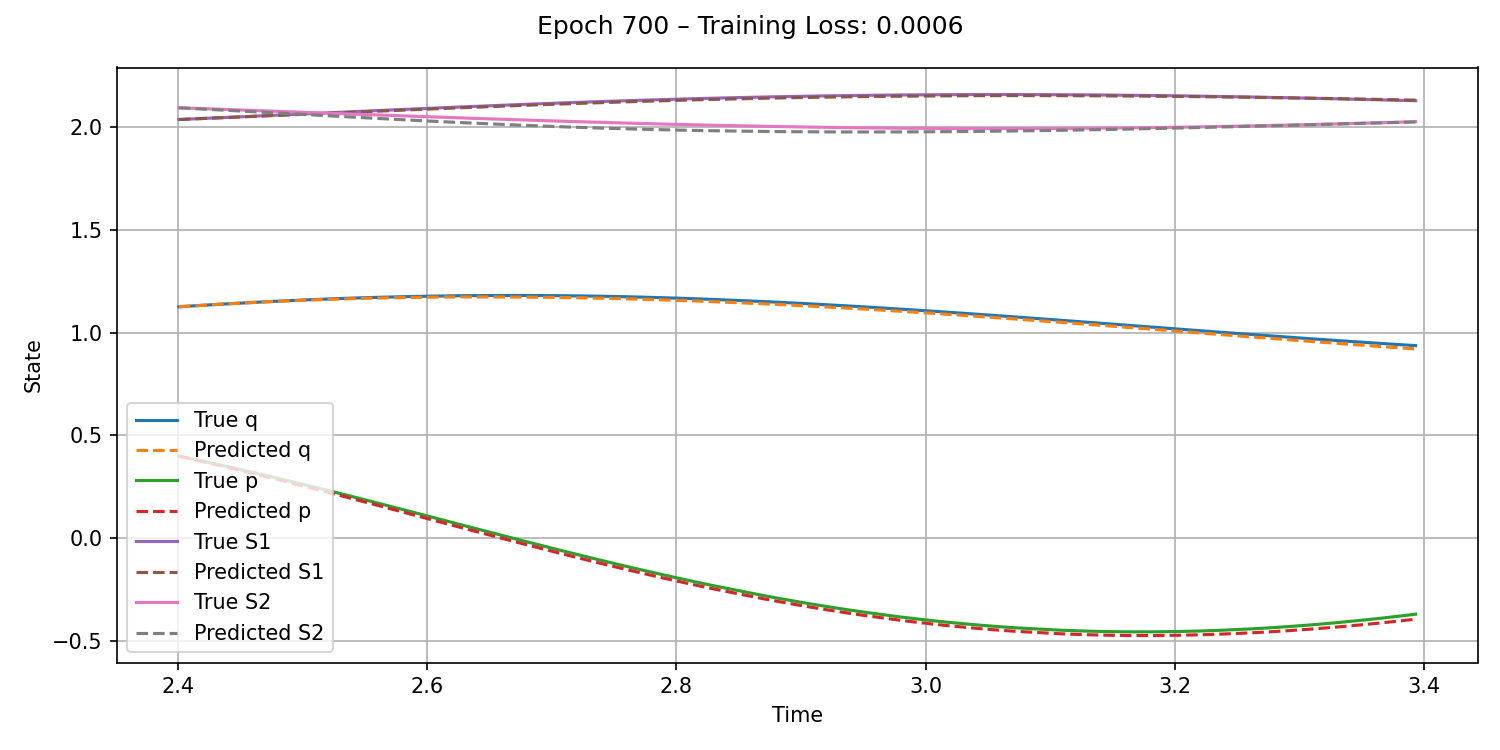 Epoch 700 – Training Loss: 0.0006
State
2.0
1.5
1.0
0.5
0.0
−0.5
True q
Predicted q
True p
Predicted p
True S1
Predicted S1
True S2
Predicted S2
2.4 2.6 2.8 3.0 3.2 3.4
Time